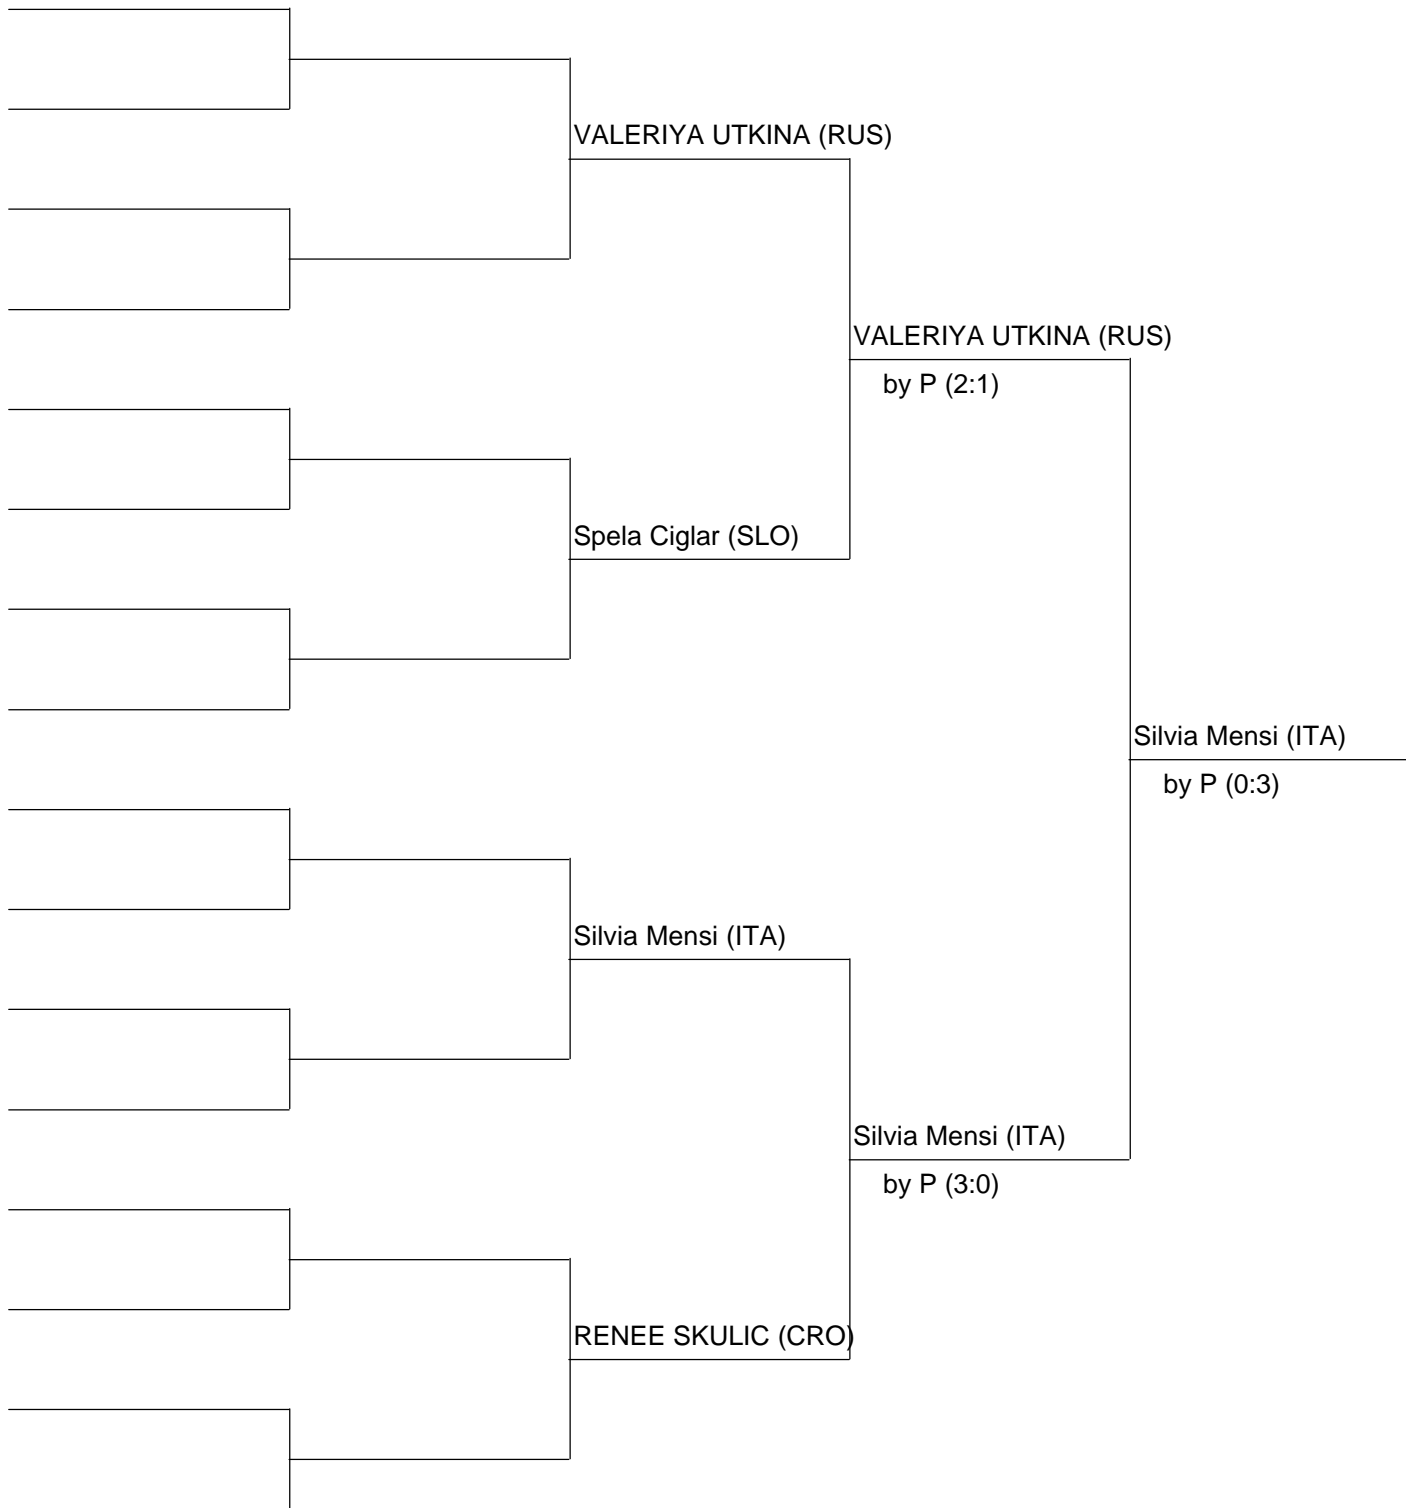 VALERIYA UTKINA (RUS)
VALERIYA UTKINA (RUS)
by P (2:1)
Spela Ciglar (SLO)
Silvia Mensi (ITA)
by P (0:3)
Silvia Mensi (ITA)
Silvia Mensi (ITA)
by P (3:0)
RENEE SKULIC (CRO)